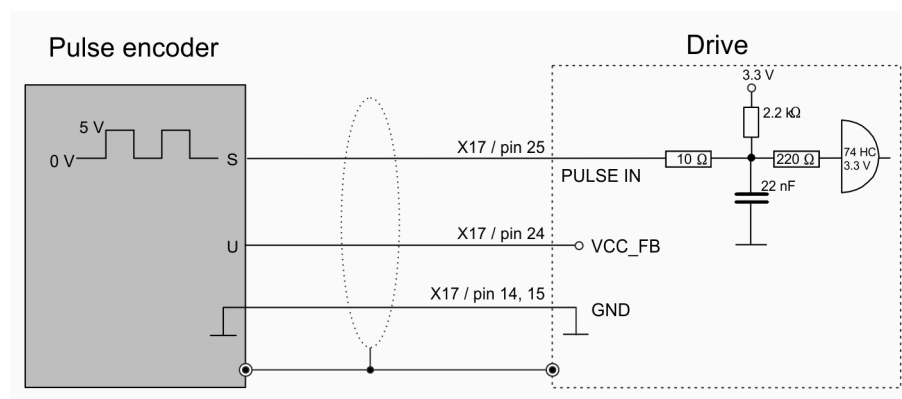 Pulse encoder
Drive
3.3 V
2.2 kΩ
5 V
0 V
S
X17 / pin 25
PULSE IN
10 Ω
220 Ω
74 HC
3.3 V
22 nF
U
X17 / pin 24
VCC_FB
X17 / pin 14, 15
GND